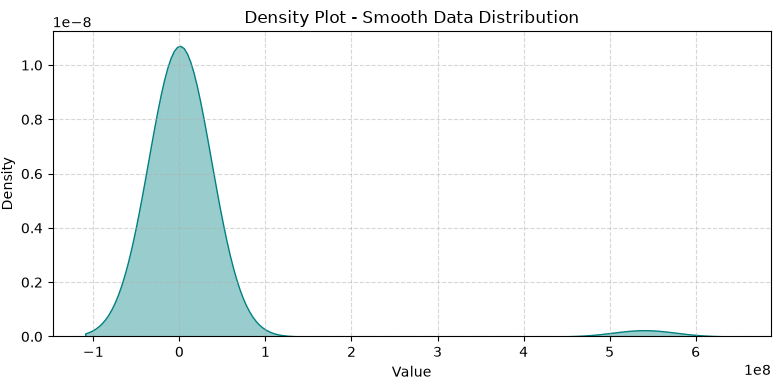 Density Plot - Smooth Data Distribution
1e−8
1.0
0.8
0.6
0.4
0.2
0.0
Density
−1 0 1 2 3 4 5 6
1e8
Value